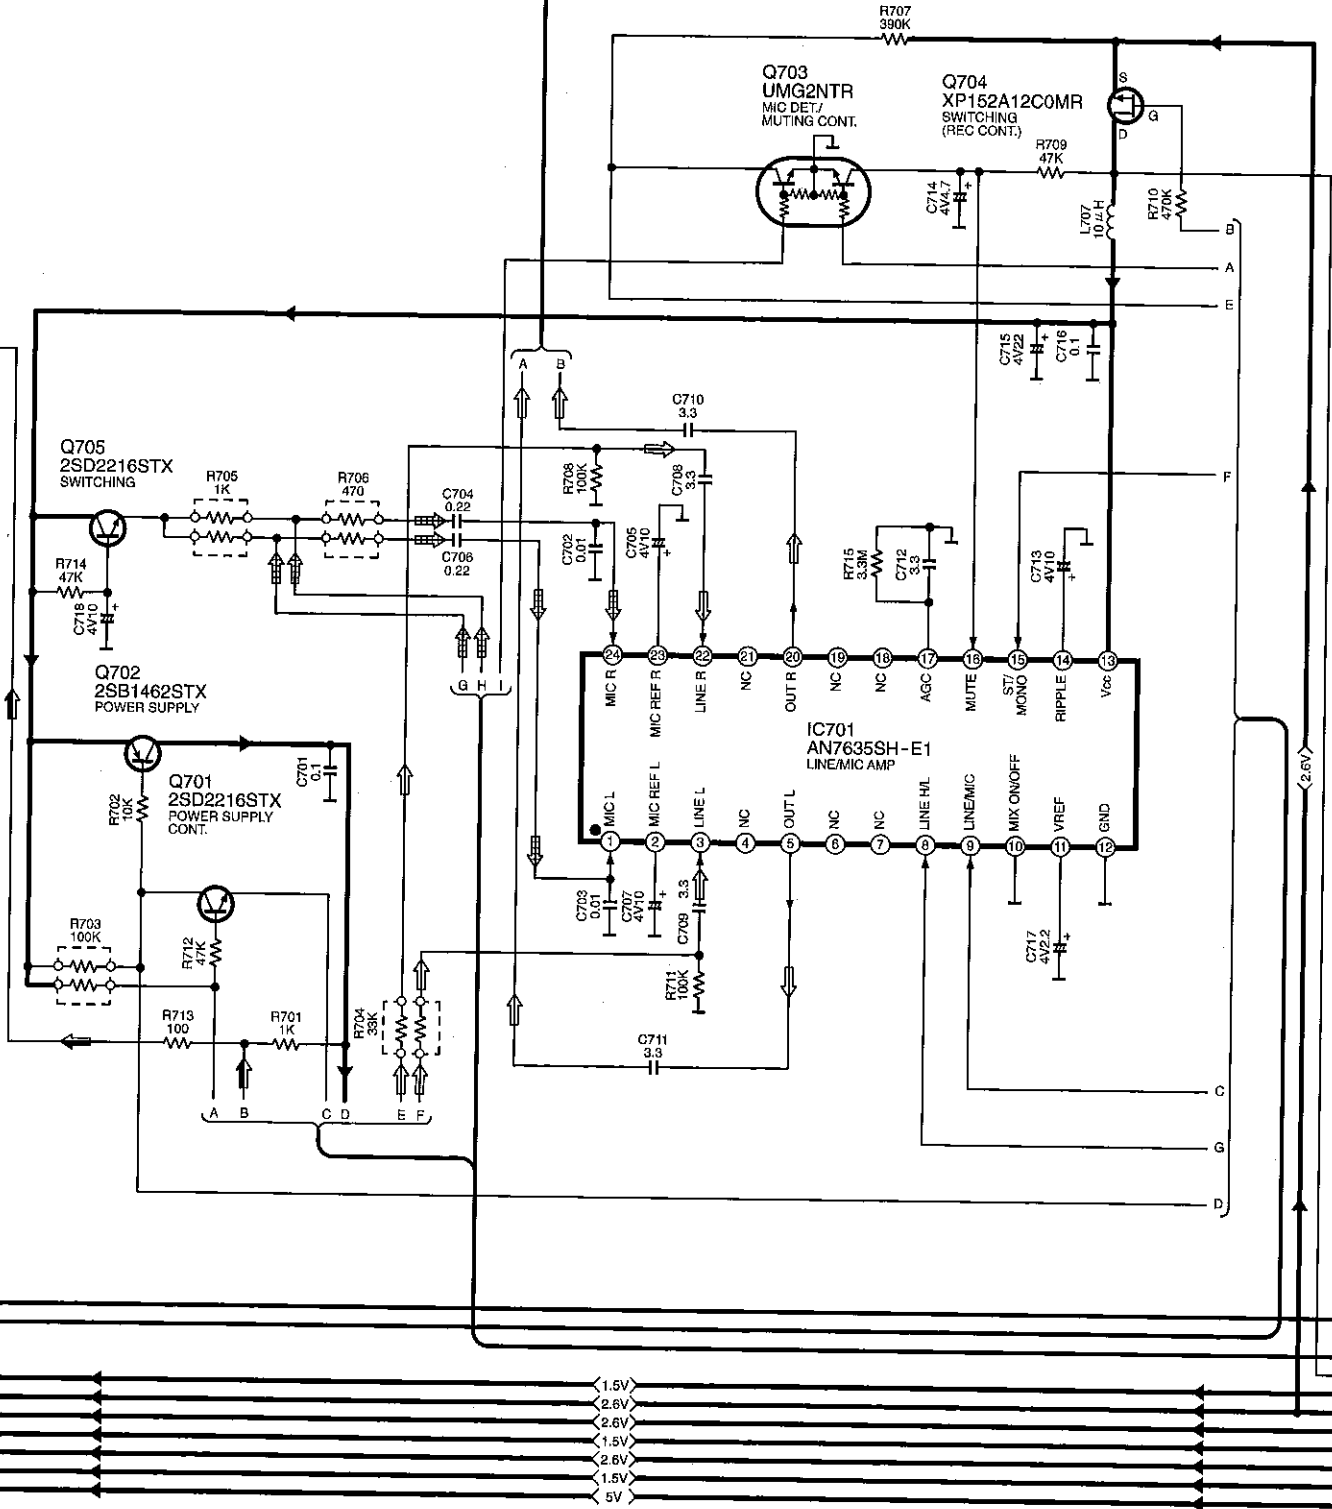 R707
390K
Q703
UMG2NTR
MIC DET./
MUTING CONT.
Q704
XP152A12C0MR
SWITCHING
(REC CONT.)
S
G
D
R709
47K
C714
4V4.7
+
L707
10μH
R710
470K
B
A
E
C715
4V22
+
C716
0.1
A
B
C710
3.3
Q705
2SD2216STX
SWITCHING
R705
1K
R706
470
C704
0.22
C706
0.22
R708
100K
C708
3.3
C702
0.01
C705
4V10
+
F
R715
3.3M
C712
3.3
C713
4V10
+
R714
47K
C718
4V10
+
Q702
2SB1462STX
POWER SUPPLY
G H I
24 23 22 21 20 19 18 17 16 15 14 13
MIC R
MIC REF R
LINE R
NC
OUT R
NC
NC
AGC
MUTE
ST/
MONO
RIPPLE
Vcc
IC701
AN7635SH-E1
LINE/MIC AMP
MIC L
MIC REF L
LINE L
NC
OUT L
NC
NC
LINE H/L
LINE/MIC
MIX ON/OFF
VREF
GND
1 2 3 4 5 6 7 8 9 10 11 12
2.6V
C701
0.1
Q701
2SD2216STX
POWER SUPPLY
CONT.
R702
10K
C703
0.01
C707
4V10
+
C709
3.3
R703
100K
R712
47K
C717
4V2.2
+
R711
100K
R713
100
R701
1K
R704
33K
C711
3.3
A B C D E F
C
G
D
1.5V
2.6V
2.6V
1.5V
2.6V
1.5V
5V